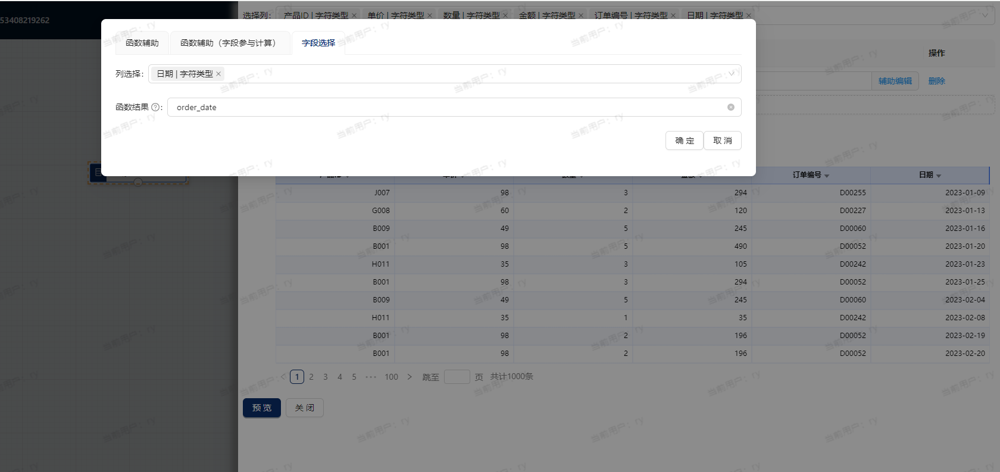 53408219262
选择列: 产品ID | 字符类型 × 单价 | 字符类型 × 数量 | 字符类型 × 金额 | 字符类型 × 订单编号 | 字符类型 × 日期 | 字符类型 ×
函数辅助 函数辅助（字段参与计算） 字段选择
操作
列选择: 日期 | 字符类型 ×
辅助编辑 删除
函数结果 ? : order_date
确 定 取 消
订单编号 日期
J007 98 3 294 D00255 2023-01-09
G008 60 2 120 D00227 2023-01-13
B009 49 5 245 D00060 2023-01-16
B001 98 5 490 D00052 2023-01-20
H011 35 3 105 D00242 2023-01-23
B001 98 3 294 D00052 2023-01-25
B009 49 5 245 D00060 2023-02-04
H011 35 1 35 D00242 2023-02-08
B001 98 2 196 D00052 2023-02-19
B001 98 2 196 D00052 2023-02-20
< 1 2 3 4 5 ··· 100 > 跳至 页 共计1000条
预 览 关 闭
当前用户：ry